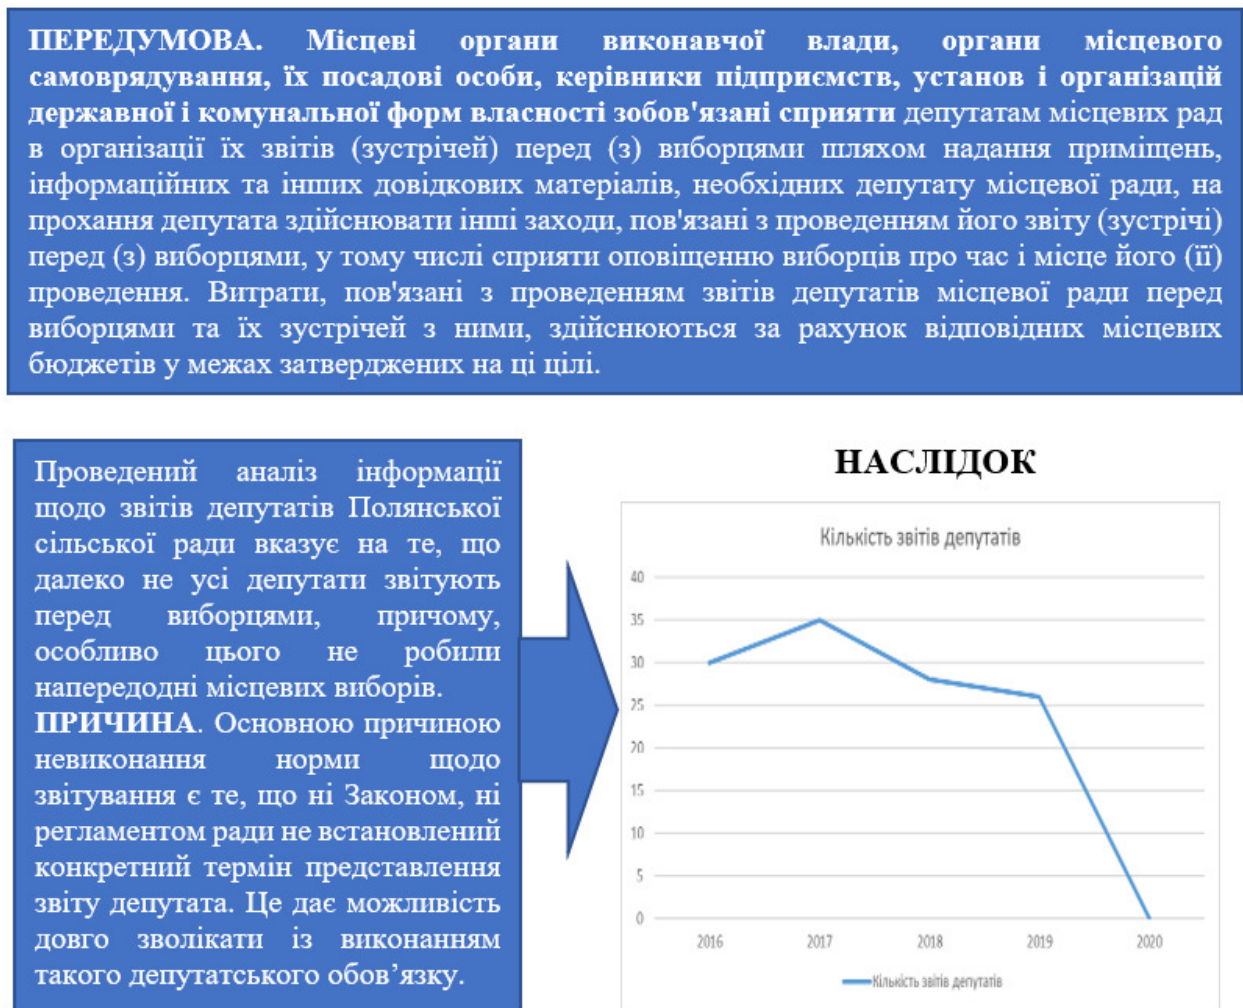 ПЕРЕДУМОВА. Місцеві органи виконавчої влади, органи місцевого
самоврядування, їх посадові особи, керівники підприємств, установ і організацій
державної і комунальної форм власності зобов'язані сприяти депутатам місцевих рад
в організації їх звітів (зустрічей) перед (з) виборцями шляхом надання приміщень,
інформаційних та інших довідкових матеріалів, необхідних депутату місцевої ради, на
прохання депутата здійснювати інші заходи, пов'язані з проведенням його звіту (зустрічі)
перед (з) виборцями, у тому числі сприяти оповіщенню виборців про час і місце його (її)
проведення. Витрати, пов'язані з проведенням звітів депутатів місцевої ради перед
виборцями та їх зустрічей з ними, здійснюються за рахунок відповідних місцевих
бюджетів у межах затверджених на ці цілі.
Проведений аналіз інформації
щодо звітів депутатів Полянської
сільської ради вказує на те, що
далеко не усі депутати звітують
перед виборцями, причому,
особливо цього не робили
напередодні місцевих виборів.
ПРИЧИНА. Основною причиною
невиконання норми щодо
звітування є те, що ні Законом, ні
регламентом ради не встановлений
конкретний термін представлення
звіту депутата. Це дає можливість
довго зволікати із виконанням
такого депутатського обов’язку.
НАСЛІДОК
Кількість звітів депутатів
40
35
30
25
20
15
10
5
0
2016 2017 2018 2019 2020
Кількість звітів депутатів